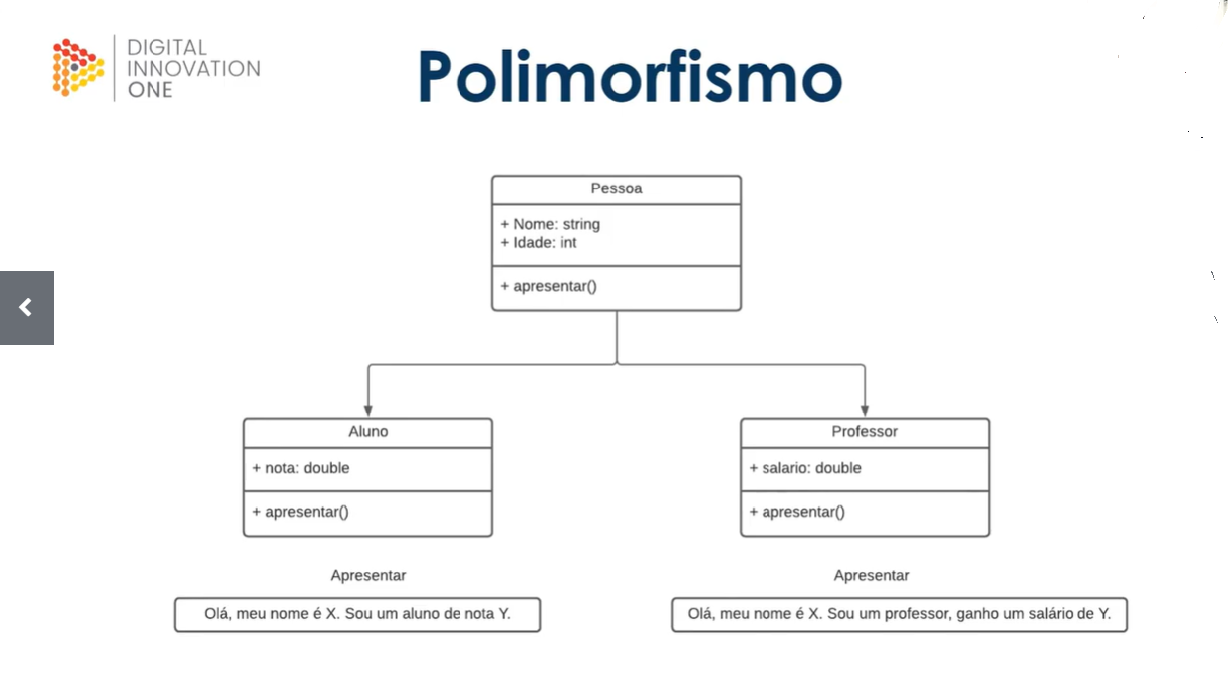 DIGITAL
INNOVATION
ONE
Polimorfismo
Pessoa
+ Nome: string
+ Idade: int
+ apresentar()
Aluno
+ nota: double
+ apresentar()
Professor
+ salario: double
+ apresentar()
Apresentar
Olá, meu nome é X. Sou um aluno de nota Y.
Apresentar
Olá, meu nome é X. Sou um professor, ganho um salário de Y.